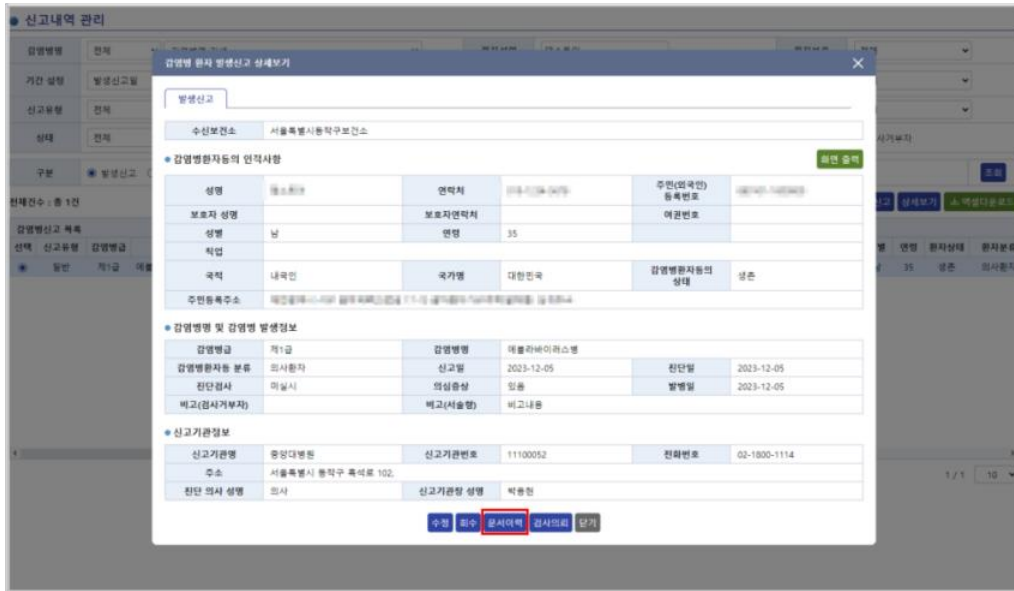 신고내역 관리
감염병명 전체
기간 설정 발생신고일
신고유형 전체
상태 전체
구분 발생신고 조회
전체건수 : 총 1건 상세보기 엑셀다운로드
감염병신고 목록
선택 신고유형 감염병급 연령 환자상태
일반 제1급 35 생존 의사환자
1 / 1 10
감염병 환자 발생신고 상세보기
발생신고
수신보건소 서울특별시동작구보건소
감염병환자등의 인적사항 화면 출력
성명 연락처 주민(외국인) 등록번호
보호자 성명 보호자연락처 여권번호
성별 남 연령 35
직업
국적 내국인 국가명 대한민국 감염병환자등의 상태 생존
주민등록주소
감염병명 및 감염병 발생정보
감염병급 제1급 감염병명 에볼라바이러스병
감염병환자등 분류 의사환자 신고일 2023-12-05 진단일 2023-12-05
진단검사 미실시 의심증상 있음 발병일 2023-12-05
비고(검사거부자) 비고(서술형) 비고내용
신고기관정보
신고기관명 중앙대병원 신고기관번호 11100052 전화번호 02-1800-1114
주소 서울특별시 동작구 흑석로 102,
진단 의사 성명 의사 신고기관장 성명 박용현
수정 회수 문서이력 검사의뢰 닫기